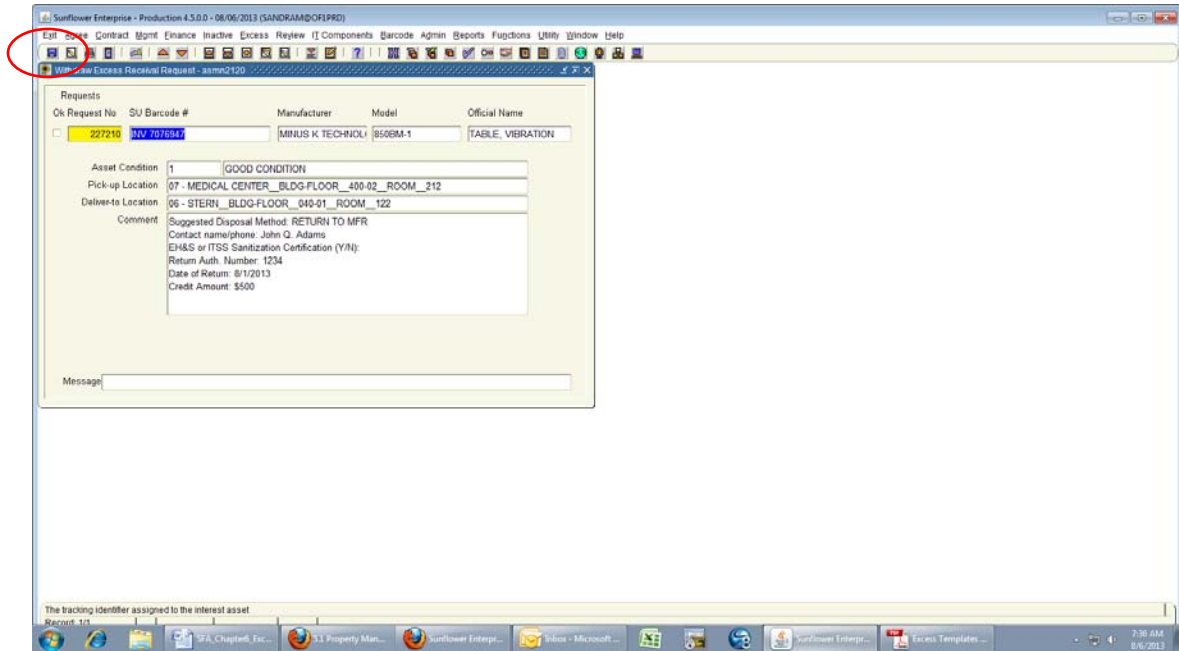 Sunflower Enterprise - Production 4.5.0.0 - 08/06/2013 (SANDRAM@OF1PRD)
Exit Agree Contract Mgmt Finance Inactive Excess Review IT Components Barcode Admin Reports Functions Utility Window Help
Withdraw Excess Receival Request - asmn2120
Requests
Ok Request No SU Barcode # Manufacturer Model Official Name
227210 INV 7076947 MINUS K TECHNOL 850BM-1 TABLE, VIBRATION
Asset Condition 1 GOOD CONDITION
Pick-up Location 07 - MEDICAL CENTER__BLDG-FLOOR__400-02__ROOM__212
Deliver-to Location 06 - STERN__BLDG-FLOOR__040-01__ROOM__122
Comment Suggested Disposal Method: RETURN TO MFR
Contact name/phone: John Q. Adams
EH&S or ITSS Sanitization Certification (Y/N):
Return Auth. Number: 1234
Date of Return: 8/1/2013
Credit Amount: $500
Message
The tracking identifier assigned to the interest asset
Record: 1/1
SFA_Chapter6_Exc... 5.1 Property Man... Sunflower Enterpr... Inbox - Microsoft ... Sunflower Enterpr... Excess Templates ... 7:36 AM
8/6/2013